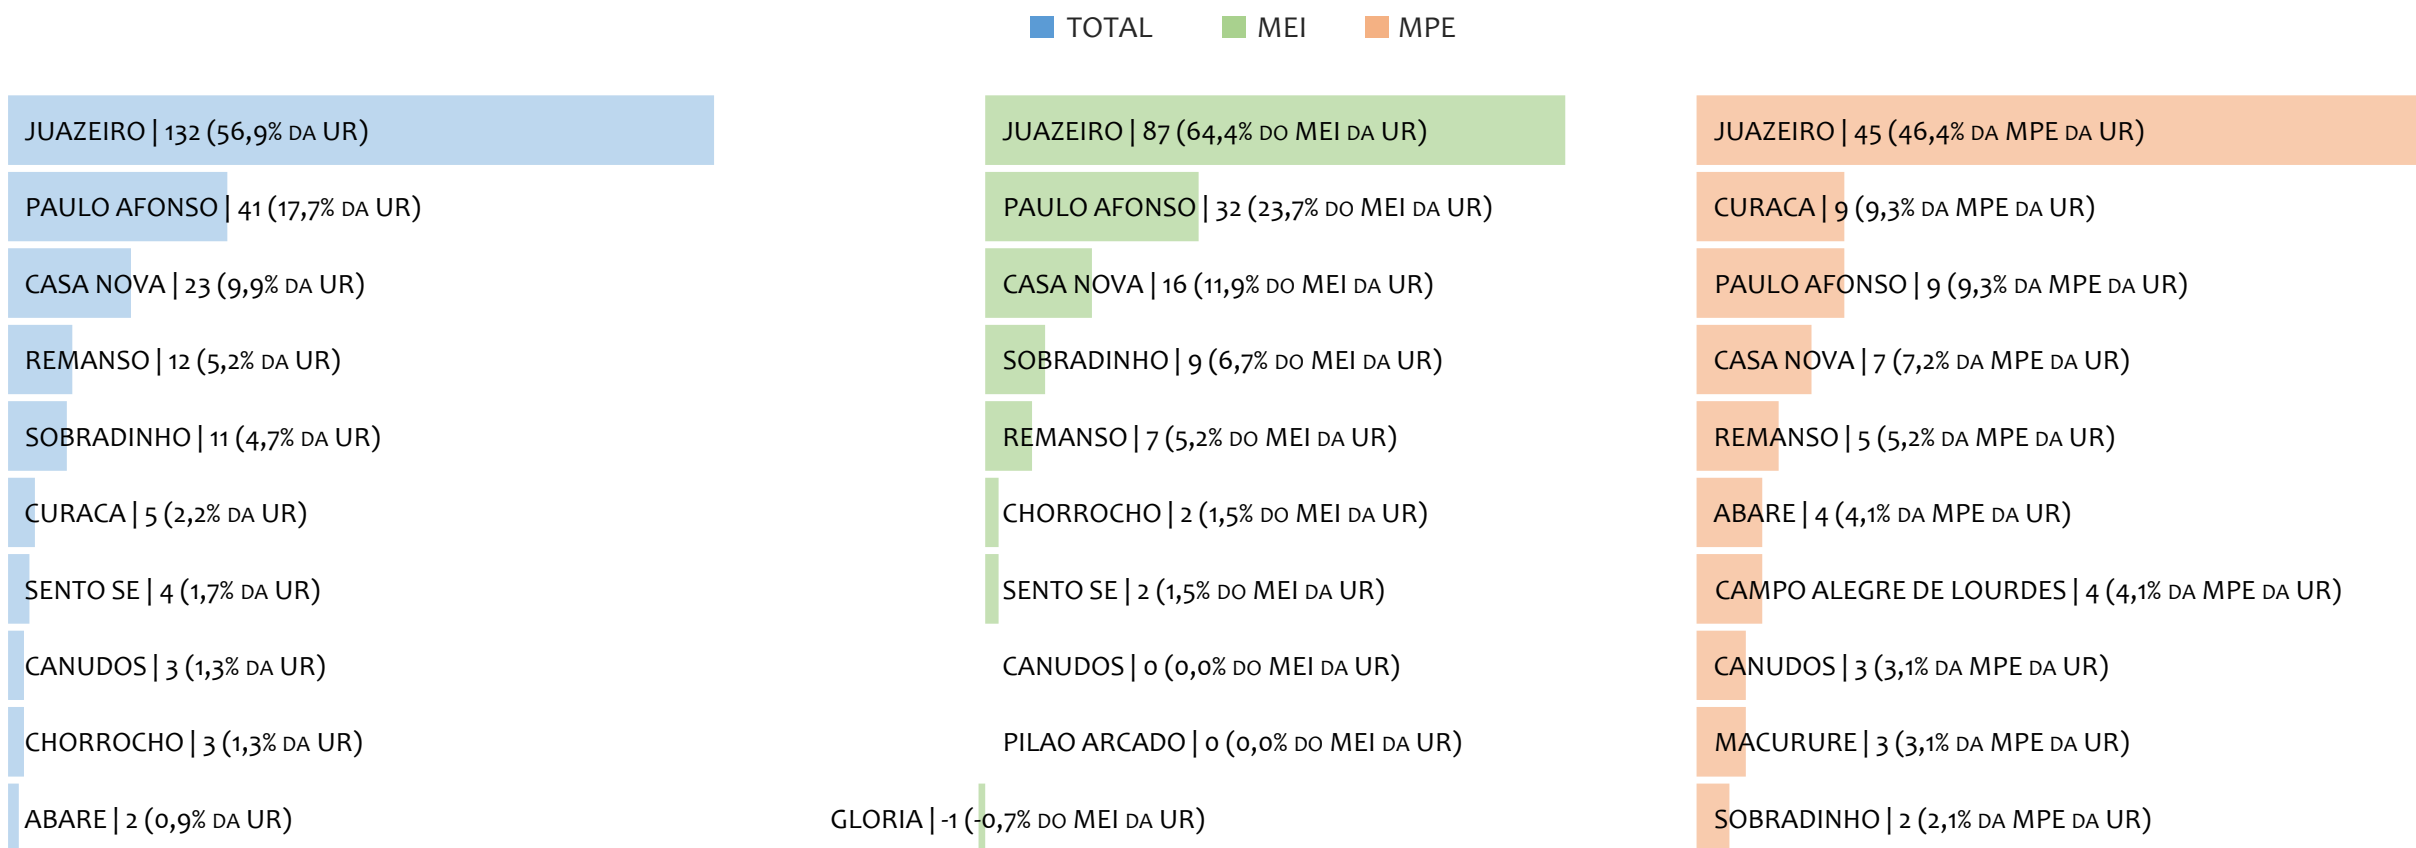 TOTAL MEI MPE
JUAZEIRO | 132 (56,9% DA UR)
PAULO AFONSO | 41 (17,7% DA UR)
CASA NOVA | 23 (9,9% DA UR)
REMANSO | 12 (5,2% DA UR)
SOBRADINHO | 11 (4,7% DA UR)
CURACA | 5 (2,2% DA UR)
SENTO SE | 4 (1,7% DA UR)
CANUDOS | 3 (1,3% DA UR)
CHORROCHO | 3 (1,3% DA UR)
ABARE | 2 (0,9% DA UR)
JUAZEIRO | 87 (64,4% DO MEI DA UR)
PAULO AFONSO | 32 (23,7% DO MEI DA UR)
CASA NOVA | 16 (11,9% DO MEI DA UR)
SOBRADINHO | 9 (6,7% DO MEI DA UR)
REMANSO | 7 (5,2% DO MEI DA UR)
CHORROCHO | 2 (1,5% DO MEI DA UR)
SENTO SE | 2 (1,5% DO MEI DA UR)
CANUDOS | 0 (0,0% DO MEI DA UR)
PILAO ARCADO | 0 (0,0% DO MEI DA UR)
GLORIA | -1 (-0,7% DO MEI DA UR)
JUAZEIRO | 45 (46,4% DA MPE DA UR)
CURACA | 9 (9,3% DA MPE DA UR)
PAULO AFONSO | 9 (9,3% DA MPE DA UR)
CASA NOVA | 7 (7,2% DA MPE DA UR)
REMANSO | 5 (5,2% DA MPE DA UR)
ABARE | 4 (4,1% DA MPE DA UR)
CAMPO ALEGRE DE LOURDES | 4 (4,1% DA MPE DA UR)
CANUDOS | 3 (3,1% DA MPE DA UR)
MACURURE | 3 (3,1% DA MPE DA UR)
SOBRADINHO | 2 (2,1% DA MPE DA UR)